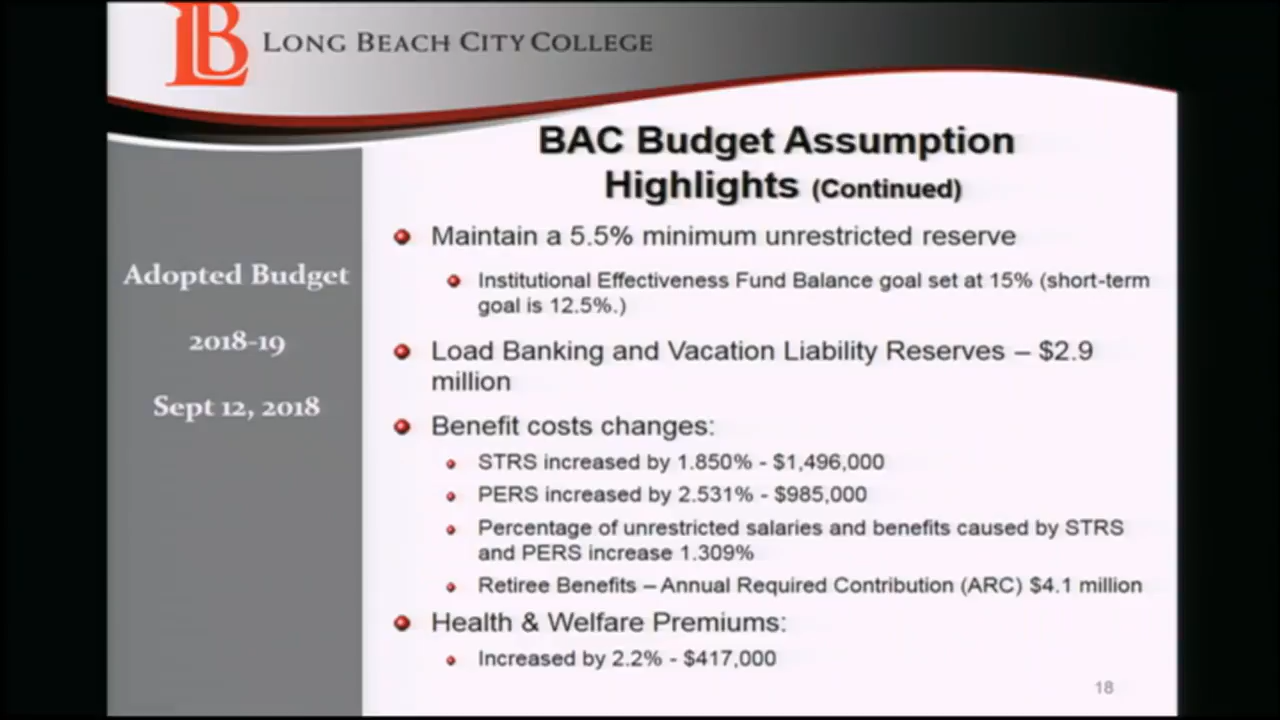 LB LONG BEACH CITY COLLEGE
BAC Budget Assumption
Highlights (Continued)
Adopted Budget
2018-19
Sept 12, 2018
Maintain a 5.5% minimum unrestricted reserve
Institutional Effectiveness Fund Balance goal set at 15% (short-term
goal is 12.5%.)
Load Banking and Vacation Liability Reserves – $2.9
million
Benefit costs changes:
STRS increased by 1.850% - $1,496,000
PERS increased by 2.531% - $985,000
Percentage of unrestricted salaries and benefits caused by STRS
and PERS increase 1.309%
Retiree Benefits – Annual Required Contribution (ARC) $4.1 million
Health & Welfare Premiums:
Increased by 2.2% - $417,000
18